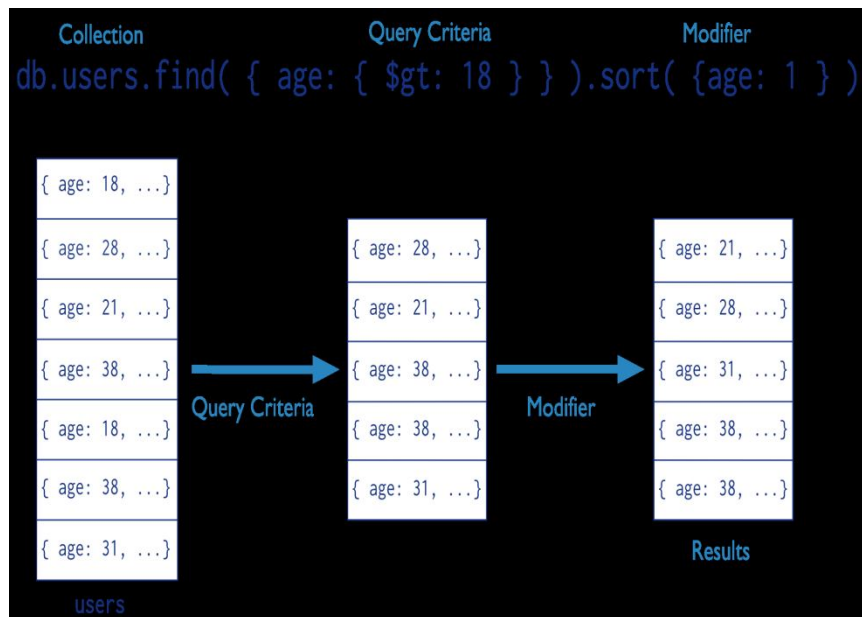 Collection
Query Criteria
Modifier
db.users.find( { age: { $gt: 18 } } ).sort( {age: 1 } )
{ age: 18, ...}
{ age: 28, ...}
{ age: 21, ...}
{ age: 38, ...}
{ age: 18, ...}
{ age: 38, ...}
{ age: 31, ...}
users
Query Criteria
{ age: 28, ...}
{ age: 21, ...}
{ age: 38, ...}
{ age: 38, ...}
{ age: 31, ...}
Modifier
{ age: 21, ...}
{ age: 28, ...}
{ age: 31, ...}
{ age: 38, ...}
{ age: 38, ...}
Results